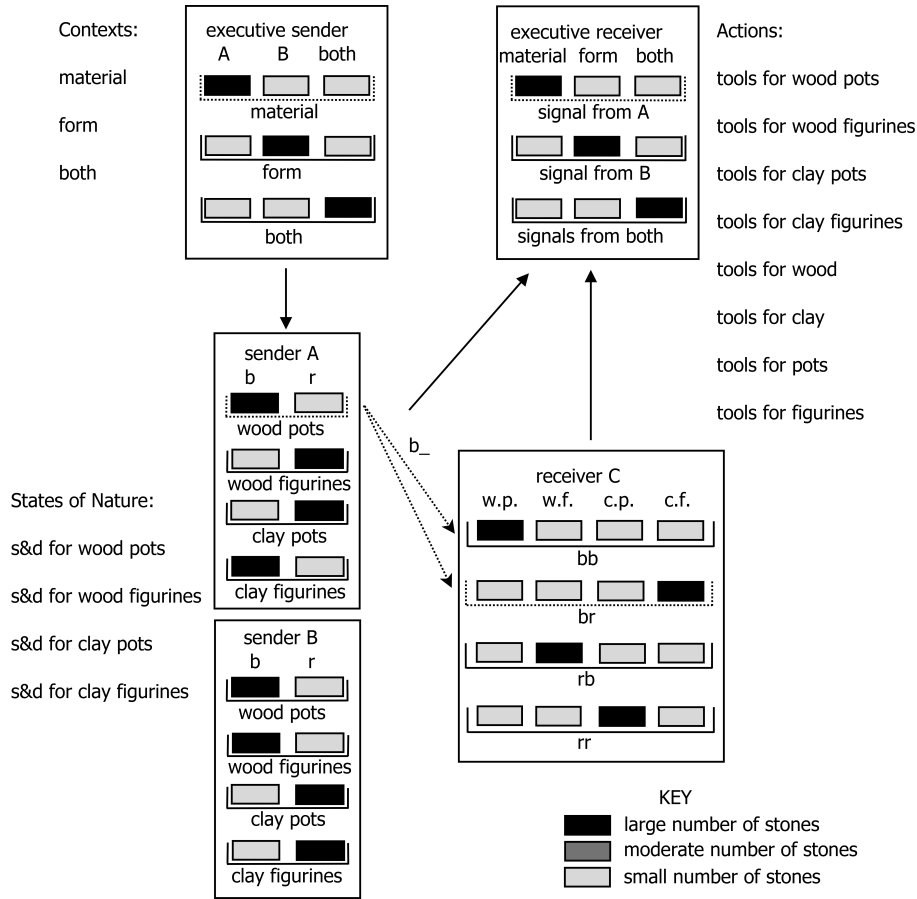 Contexts:
material
form
both
executive sender
A B both
material
form
both
executive receiver
material form both
signal from A
signal from B
signals from both
Actions:
tools for wood pots
tools for wood figurines
tools for clay pots
tools for clay figurines
tools for wood
tools for clay
tools for pots
tools for figurines
States of Nature:
s&d for wood pots
s&d for wood figurines
s&d for clay pots
s&d for clay figurines
sender A
b r
wood pots
wood figurines
clay pots
clay figurines
sender B
b r
wood pots
wood figurines
clay pots
clay figurines
b_
receiver C
w.p. w.f. c.p. c.f.
bb
br
rb
rr
KEY
large number of stones
moderate number of stones
small number of stones